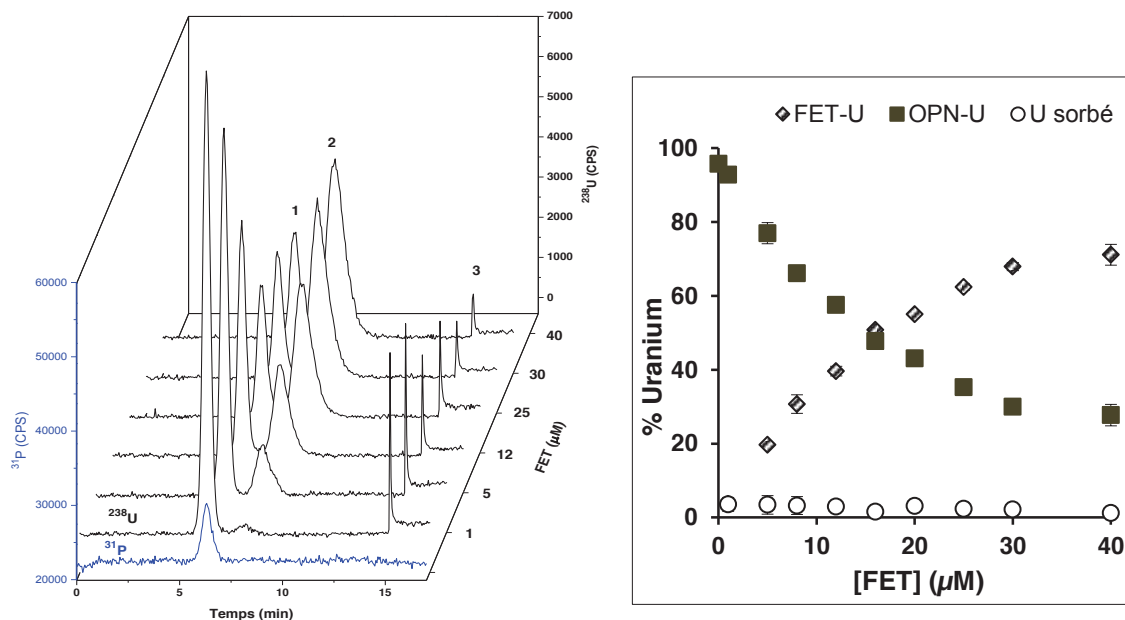 7000
6000
5000
4000
3000
2000
1000
0
²³⁸U (CPS)
2
1
3
60000
50000
40000
30000
20000
³¹P (CPS)
²³⁸U
³¹P
40
30
25
12
5
1
FET (µM)
0 5 10 15
Temps (min)
FET-U OPN-U U sorbé
100
80
60
40
20
0
% Uranium
0 10 20 30 40
[FET] (µM)